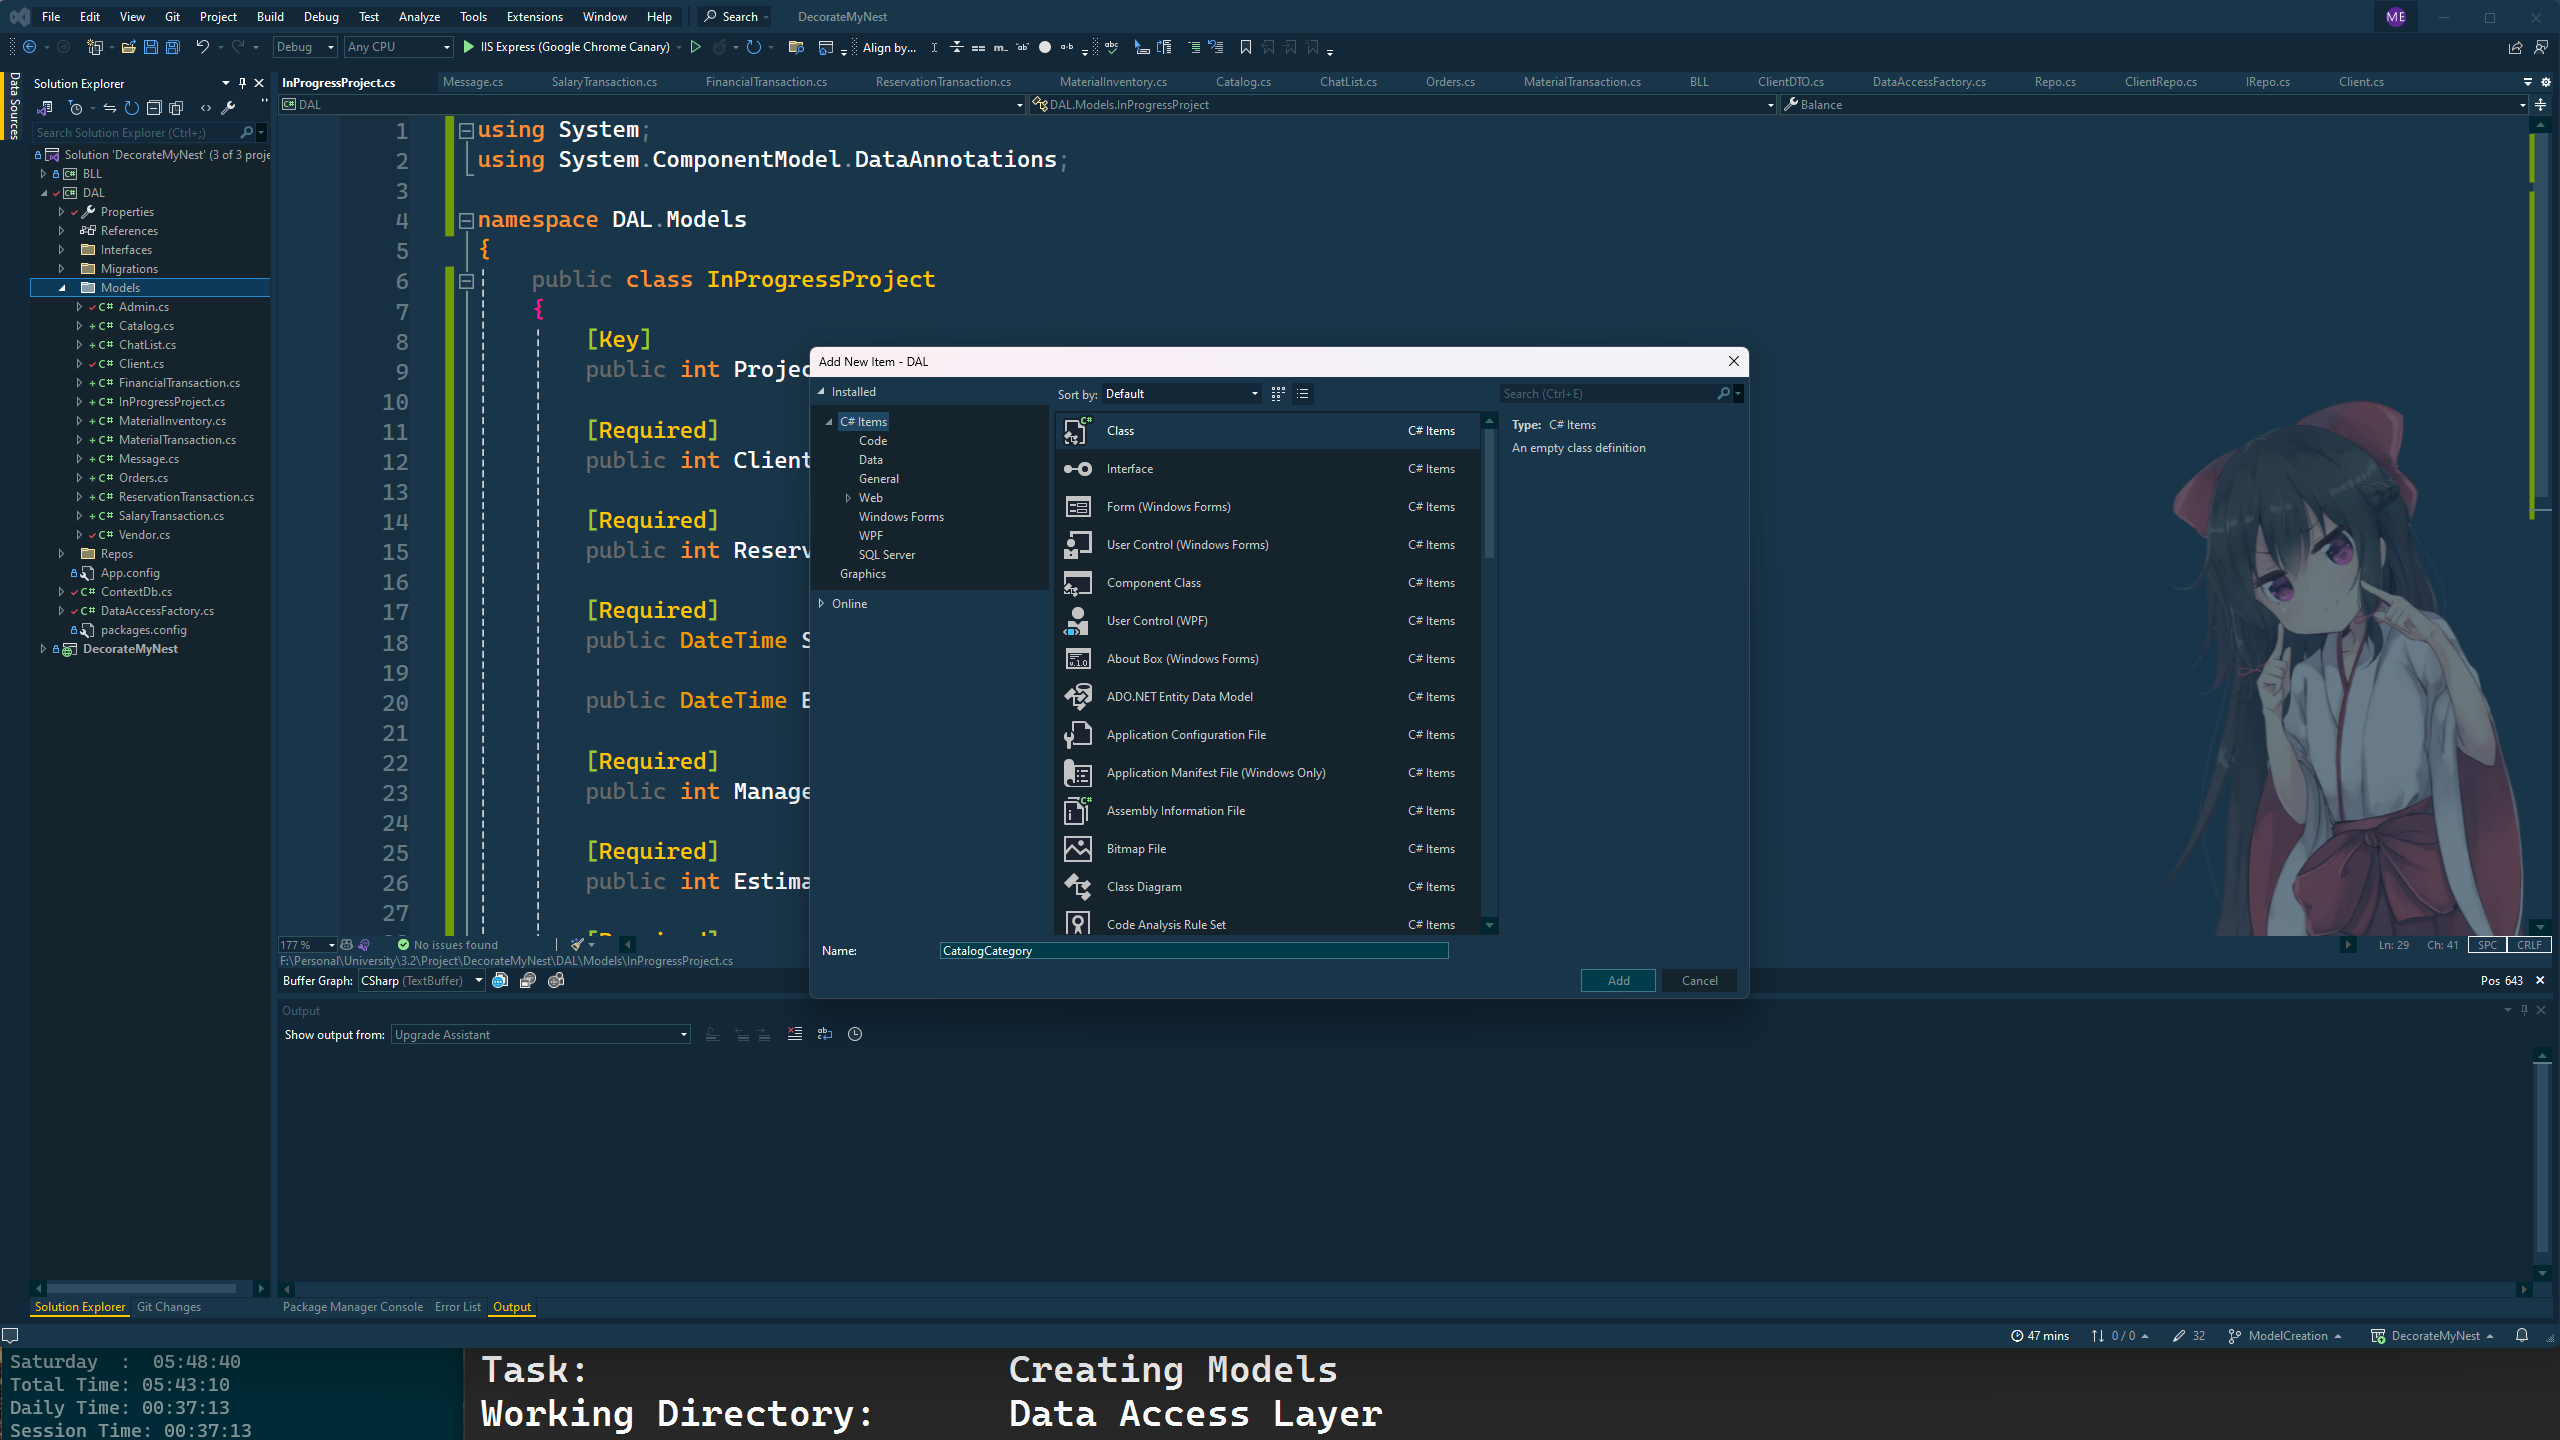 File Edit View Git Project Build Debug Test Analyze Tools Extensions Window Help Search DecorateMyNest ME
Debug Any CPU IIS Express (Google Chrome Canary) Align by...
Data Sources
Solution Explorer
Search Solution Explorer (Ctrl+;)
Solution 'DecorateMyNest' (3 of 3 proje
BLL
DAL
Properties
References
Interfaces
Migrations
Models
C# Admin.cs
C# Catalog.cs
C# ChatList.cs
C# Client.cs
C# FinancialTransaction.cs
C# InProgressProject.cs
C# MaterialInventory.cs
C# MaterialTransaction.cs
C# Message.cs
C# Orders.cs
C# ReservationTransaction.cs
C# SalaryTransaction.cs
C# Vendor.cs
Repos
App.config
C# ContextDb.cs
C# DataAccessFactory.cs
packages.config
DecorateMyNest
Solution Explorer Git Changes
InProgressProject.cs Message.cs SalaryTransaction.cs FinancialTransaction.cs ReservationTransaction.cs MaterialInventory.cs Catalog.cs ChatList.cs Orders.cs MaterialTransaction.cs BLL ClientDTO.cs DataAccessFactory.cs Repo.cs ClientRepo.cs IRepo.cs Client.cs
DAL DAL.Models.InProgressProject Balance
1 using System;
2 using System.ComponentModel.DataAnnotations;
3
4 namespace DAL.Models
5 {
6 public class InProgressProject
7 {
8 [Key]
9 public int Projec
10
11 [Required]
12 public int Client
13
14 [Required]
15 public int Reserv
16
17 [Required]
18 public DateTime S
19
20 public DateTime E
21
22 [Required]
23 public int Manage
24
25 [Required]
26 public int Estima
27
177 % No issues found Ln: 29 Ch: 41 SPC CRLF
F:\Personal\University\3.2\Project\DecorateMyNest\DAL\Models\InProgressProject.cs
Buffer Graph: CSharp (TextBuffer) Pos 643
Add New Item - DAL
Installed
C# Items
Code
Data
General
Web
Windows Forms
WPF
SQL Server
Graphics
Online
Sort by: Default
Search (Ctrl+E)
Class C# Items
Interface C# Items
Form (Windows Forms) C# Items
User Control (Windows Forms) C# Items
Component Class C# Items
User Control (WPF) C# Items
About Box (Windows Forms) C# Items
ADO.NET Entity Data Model C# Items
Application Configuration File C# Items
Application Manifest File (Windows Only) C# Items
Assembly Information File C# Items
Bitmap File C# Items
Class Diagram C# Items
Code Analysis Rule Set C# Items
Type: C# Items
An empty class definition
Name: CatalogCategory
Add Cancel
Output
Show output from: Upgrade Assistant
Package Manager Console Error List Output
47 mins 0 / 0 32 ModelCreation DecorateMyNest
Saturday : 05:48:40
Total Time: 05:43:10
Daily Time: 00:37:13
Session Time: 00:37:13
Task: Creating Models
Working Directory: Data Access Layer